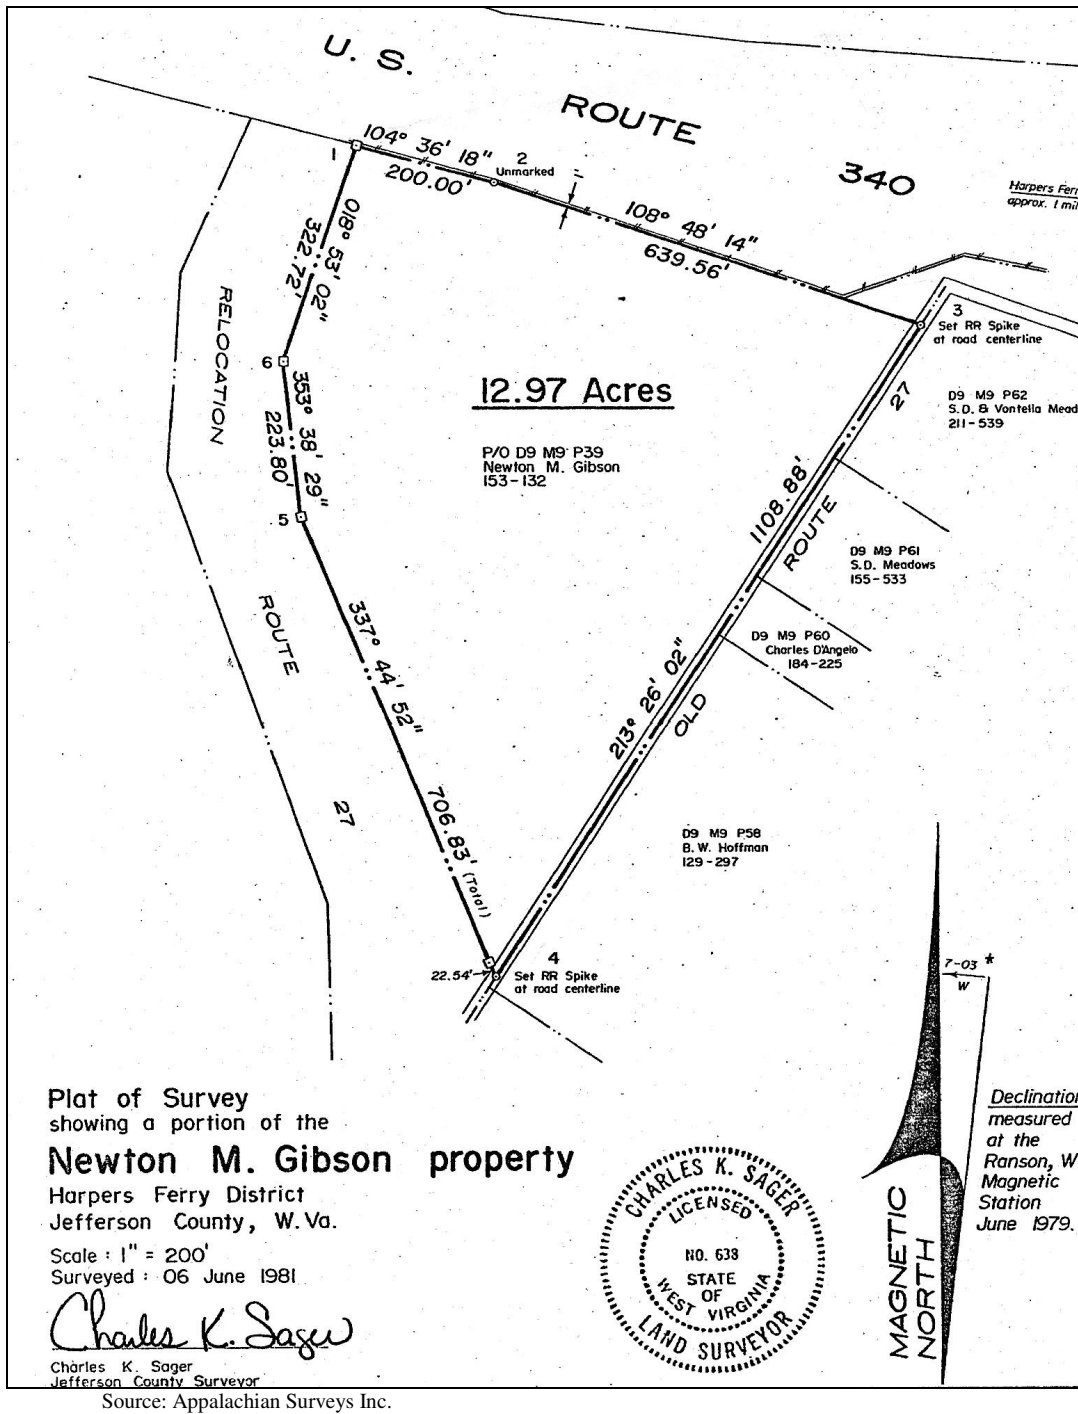 U. S.
ROUTE
340
104° 36' 18"
200.00'
1
2
Unmarked
108° 48' 14"
639.56'
Harpers
approx. 1
018° 53' 02"
322.72'
3
Set RR Spike
at road centerline
RELOCATION
6
353° 38' 29"
223.80'
12.97 Acres
27
D9 M9 P62
S.D. & Vontella
211-539
P/O D9 M9 P39
Newton M. Gibson
153-132
5
1108.88'
ROUTE
D9 M9 P61
S.D. Meadows
155-533
ROUTE
337° 44' 52"
D9 M9 P60
Charles D'Angelo
184-225
213° 26' 02"
OLD
27
706.83'
(Total)
D9 M9 P58
B.W. Hoffman
129-297
4
22.54'
Set RR Spike
at road centerline
7-03 *
W
Plat of Survey
showing a portion of the
Newton M. Gibson property
Harpers Ferry District
Jefferson County, W.Va.
Scale : 1" = 200'
Surveyed : 06 June 1981
Charles K. Sager
Charles K. Sager
Jefferson County Surveyor
CHARLES K. SAGER
LICENSED
NO. 638
STATE
OF
WEST VIRGINIA
LAND SURVEYOR
MAGNETIC
NORTH
Declination
measured
at the
Ranson, W
Magnetic
Station
June 1979.
Source: Appalachian Surveys Inc.